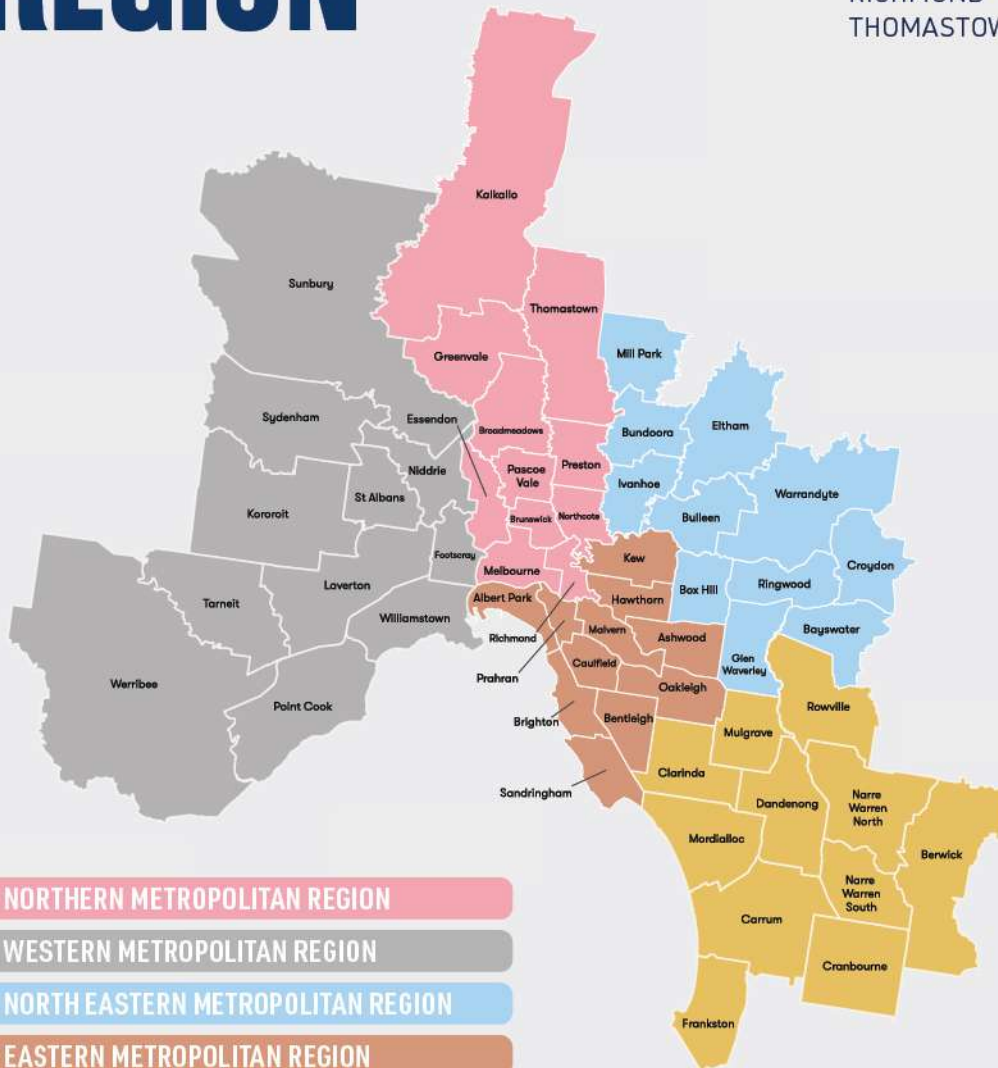 REGION
RICHMOND
THOMASTOW
Kalkallo
Sunbury
Thomastown
Greenvale
Mill Park
Sydenham
Essendon
Broadmeadows
Bundoora
Eltham
Niddrie
Pascoe
Vale
Preston
Ivanhoe
St Albans
Warrandyte
Kororoit
Brunswick
Northcote
Bulleen
Footscray
Kew
Melbourne
Croydon
Loverton
Box Hill
Ringwood
Tarneit
Albert Park
Hawthorn
Williamstown
Richmond
Malvern
Ashwood
Bayswater
Caulfield
Glen
Waverley
Prahran
Werribee
Oakleigh
Point Cook
Rowville
Brighton
Bentleigh
Mulgrave
Clarinda
Sandringham
Dandenong
Narre
Warren
North
Mordialloc
Berwick
Narre
Warren
South
Carrum
Cranbourne
Frankston
NORTHERN METROPOLITAN REGION
WESTERN METROPOLITAN REGION
NORTH EASTERN METROPOLITAN REGION
EASTERN METROPOLITAN REGION